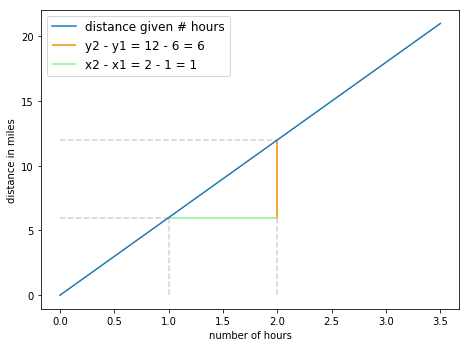 distance given # hours
y2 - y1 = 12 - 6 = 6
x2 - x1 = 2 - 1 = 1
20
15
10
5
0
distance in miles
0.0 0.5 1.0 1.5 2.0 2.5 3.0 3.5
number of hours